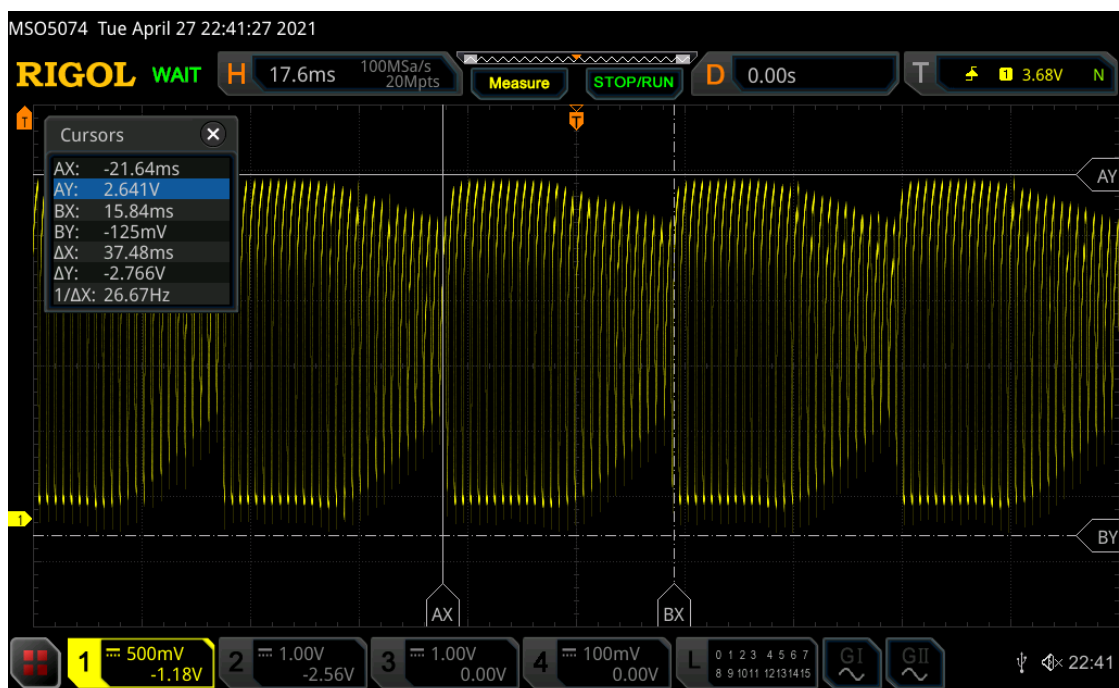 MSO5074 Tue April 27 22:41:27 2021
RIGOL WAIT H 17.6ms 100MSa/s 20Mpts Measure STOP/RUN D 0.00s T 1 3.68V N
T
T
Cursors
AX: -21.64ms
AY: 2.641V
BX: 15.84ms
BY: -125mV
ΔX: 37.48ms
ΔY: -2.766V
1/ΔX: 26.67Hz
AY
1
BY
AX BX
1 500mV -1.18V 2 1.00V -2.56V 3 1.00V 0.00V 4 100mV 0.00V L 0 1 2 3 4 5 6 7 8 9 10 11 12 13 14 15 GI GII 22:41